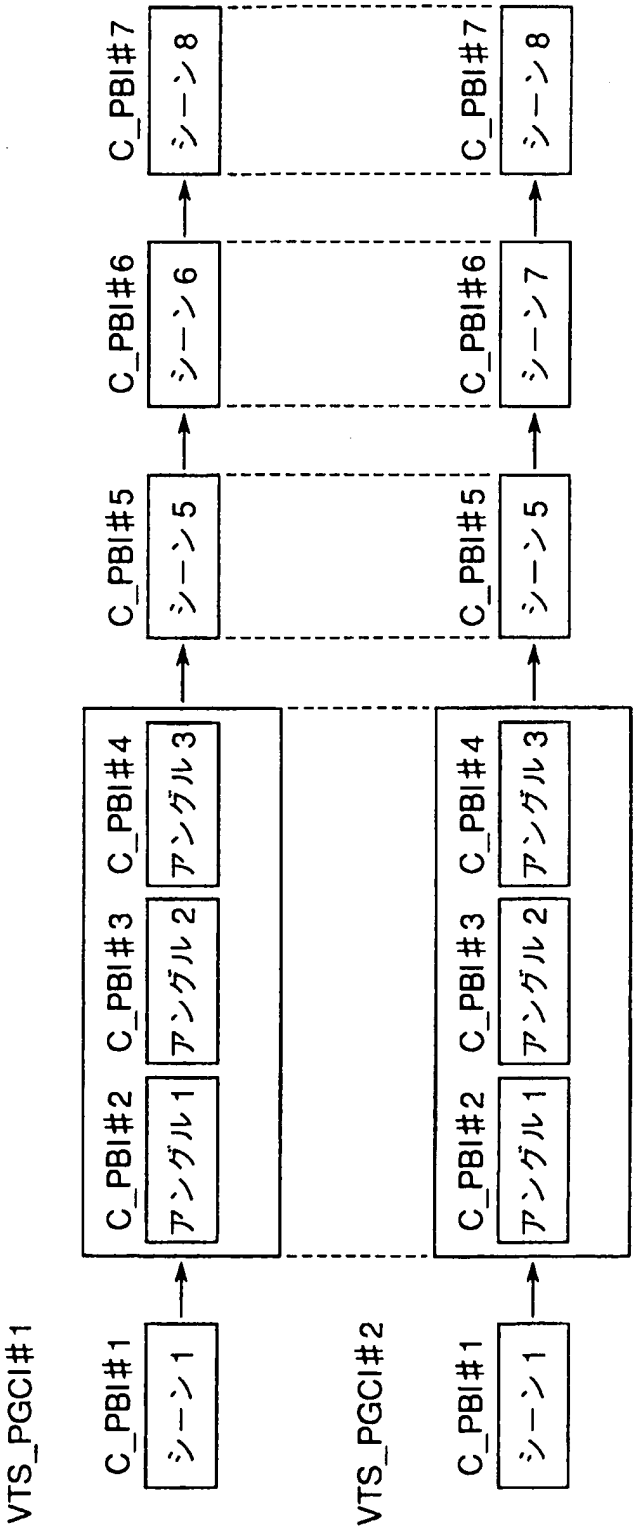 VTS_PGCI#1
C_PBI#1
シーン1
C_PBI#2
アングル1
C_PBI#3
アングル2
C_PBI#4
アングル3
C_PBI#5
シーン5
C_PBI#6
シーン6
C_PBI#7
シーン8
VTS_PGCI#2
C_PBI#1
シーン1
C_PBI#2
アングル1
C_PBI#3
アングル2
C_PBI#4
アングル3
C_PBI#5
シーン5
C_PBI#6
シーン7
C_PBI#7
シーン8